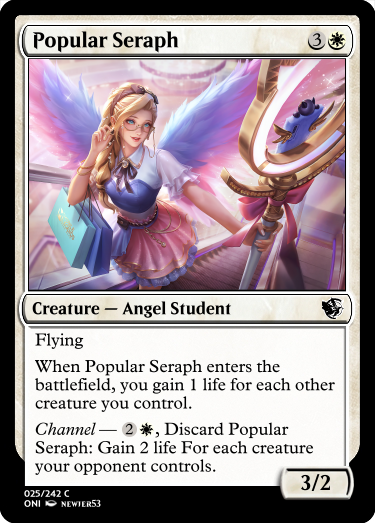 Popular Seraph 3
Creature — Angel Student
Flying
When Popular Seraph enters the
battlefield, you gain 1 life for each other
creature you control.
Channel — 2, Discard Popular
Seraph: Gain 2 life For each creature
your opponent controls.
3/2
025/242 C
ONI NEWIER53